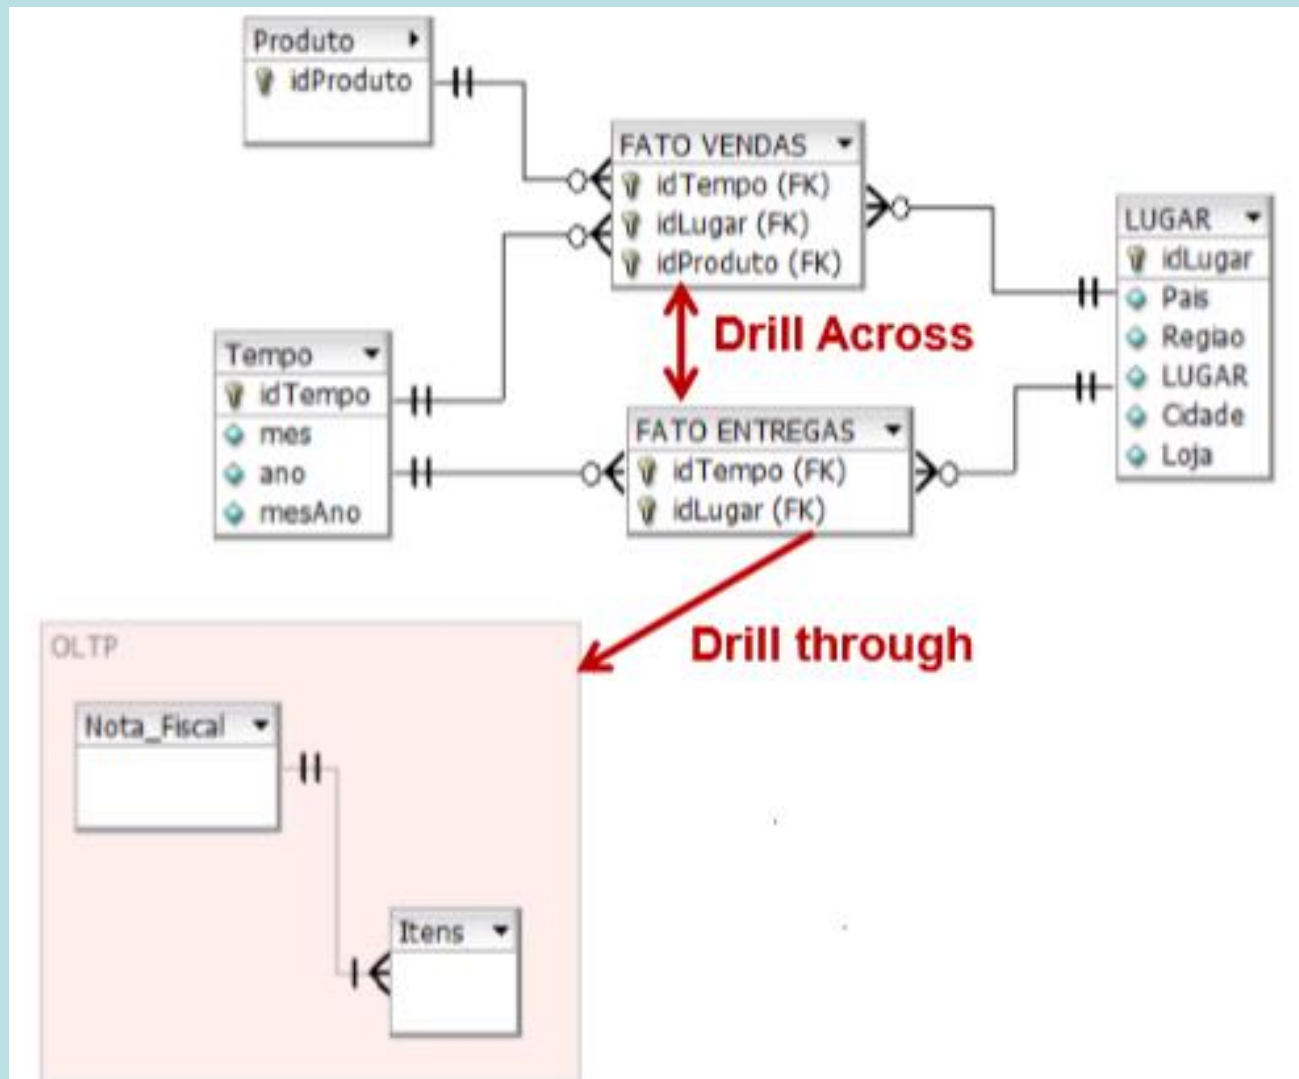 Produto
idProduto
FATO VENDAS
idTempo (FK)
idLugar (FK)
idProduto (FK)
LUGAR
idLugar
Pais
Regiao
LUGAR
Cidade
Loja
Drill Across
Tempo
idTempo
mes
ano
mesAno
FATO ENTREGAS
idTempo (FK)
idLugar (FK)
Drill through
OLTP
Nota_Fiscal
Itens